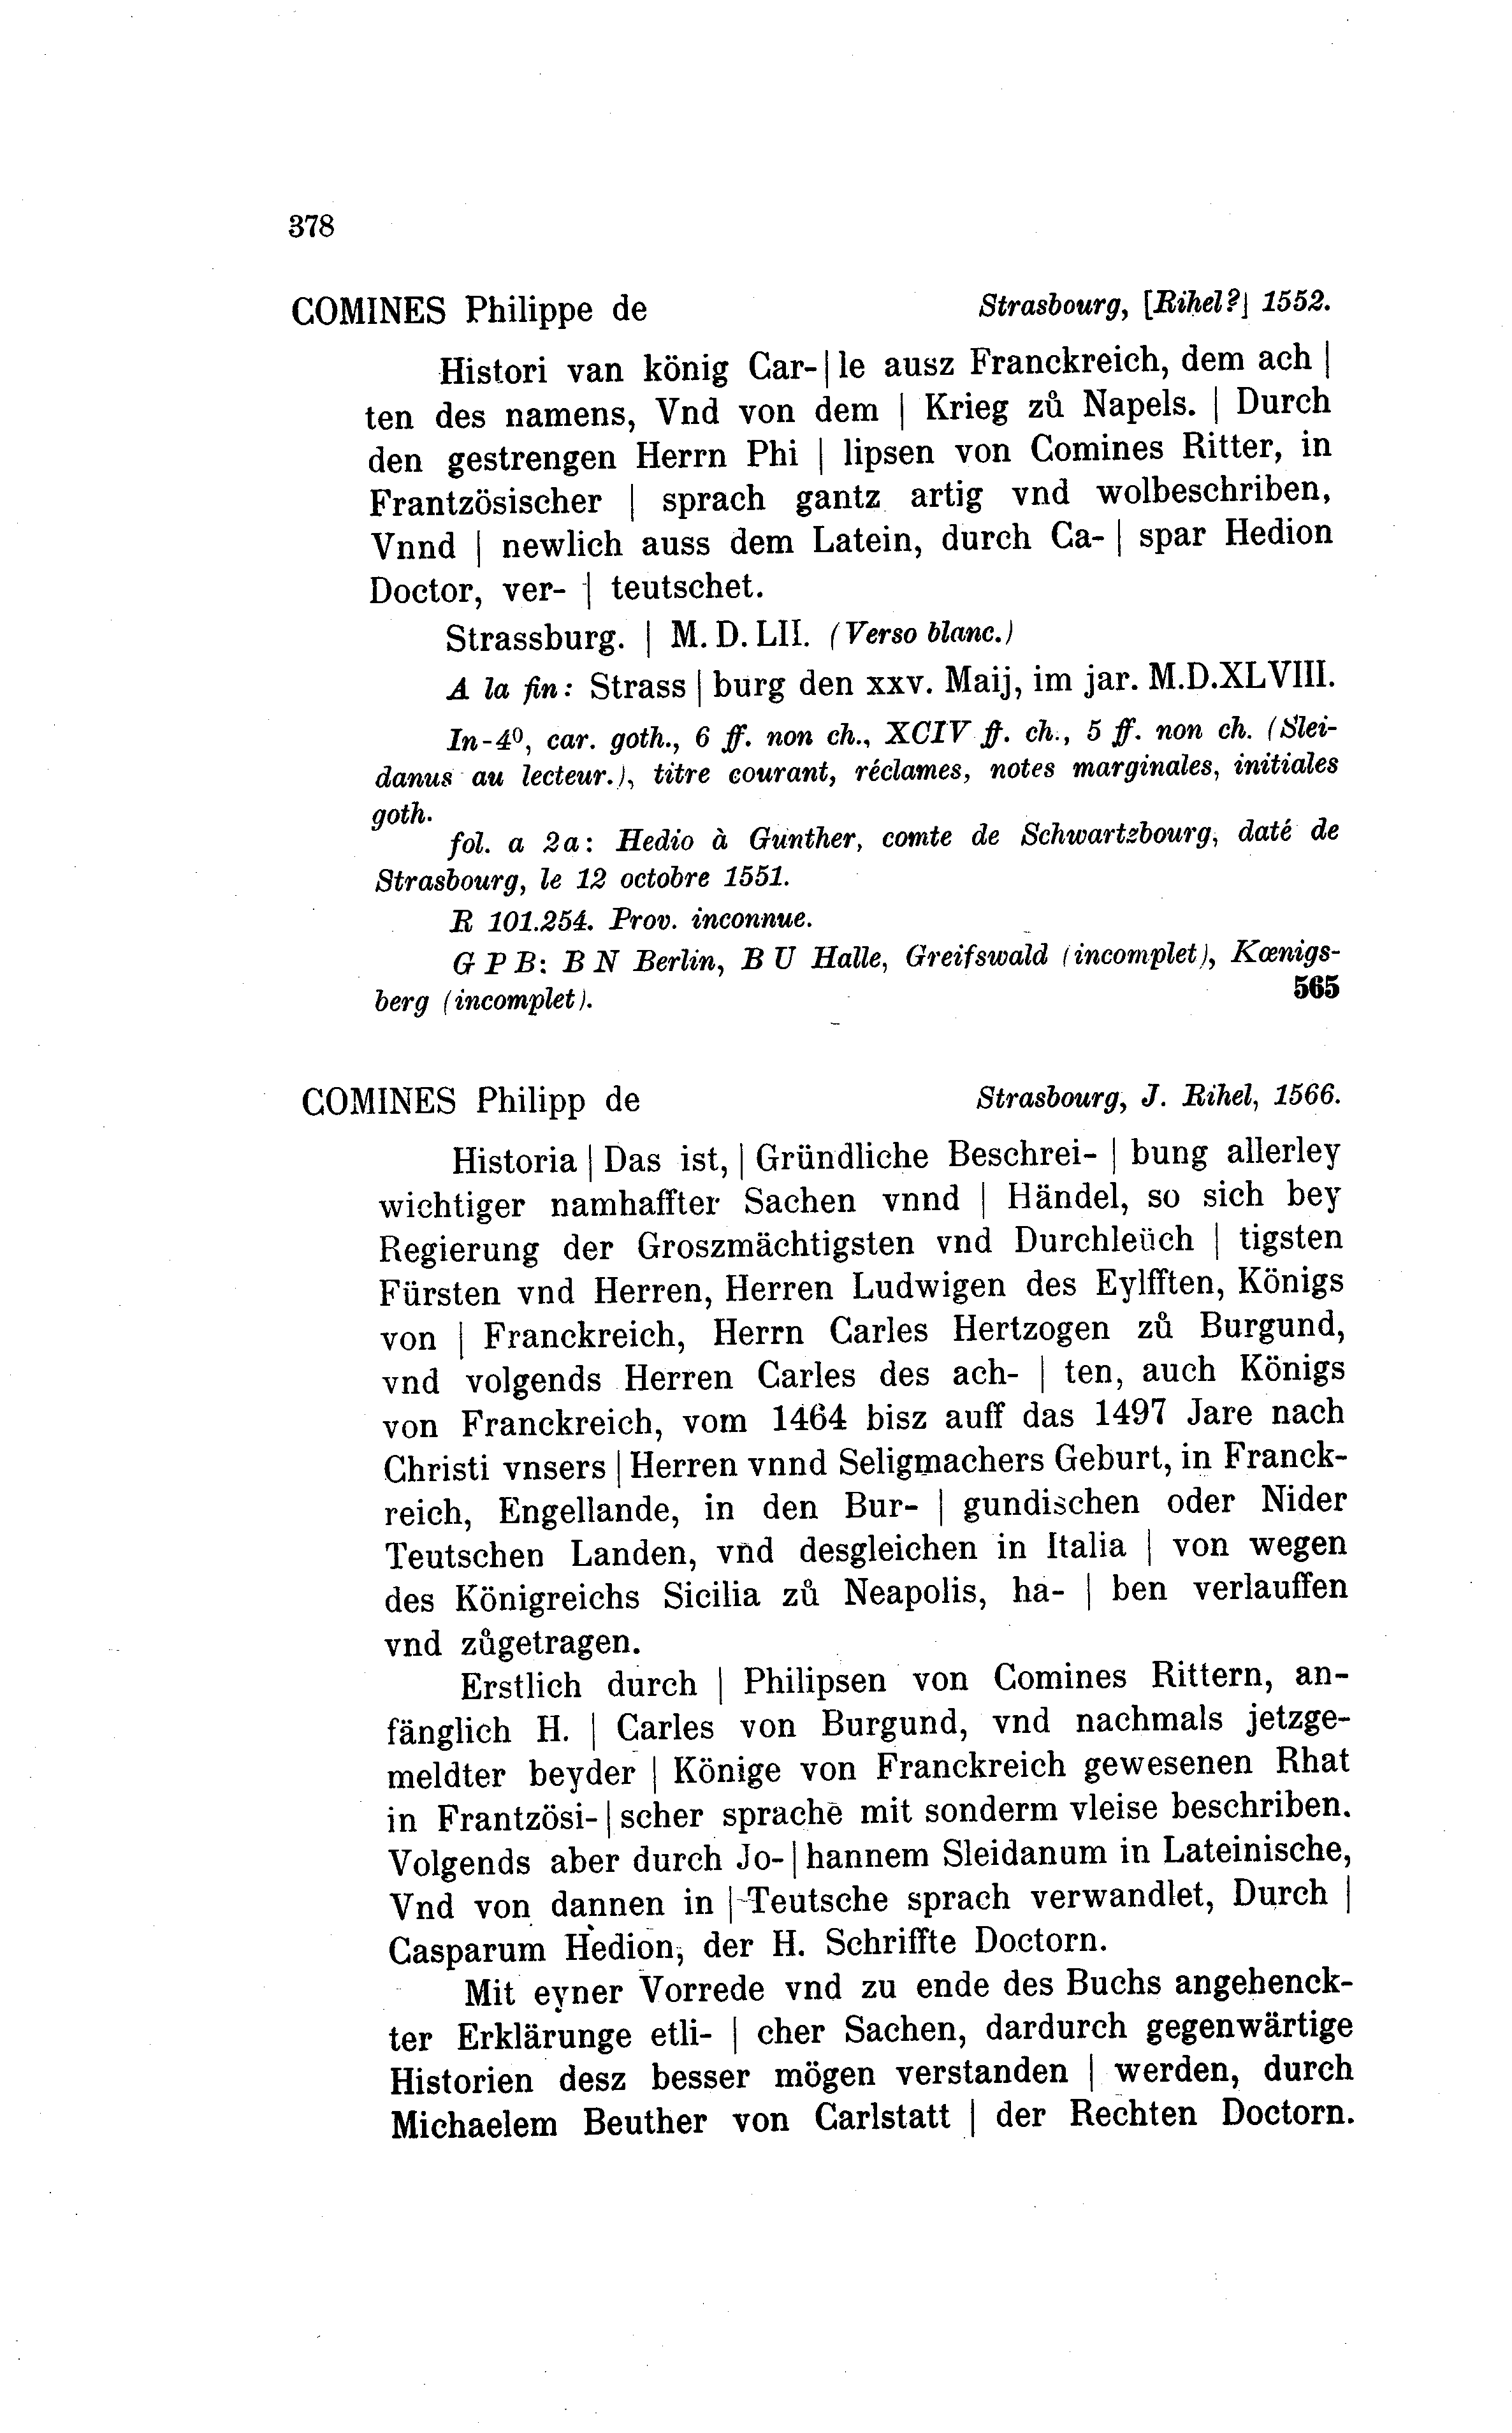 378
COMINES Philippe de Strasbourg, [Rihel?] 1552.
Histori van könig Car-|le ausz Franckreich, dem ach |
ten des namens, Vnd von dem | Krieg zů Napels. | Durch
den gestrengen Herrn Phi | lipsen von Comines Ritter, in
Frantzösischer | sprach gantz artig vnd wolbeschriben,
Vnnd | newlich auss dem Latein, durch Ca- | spar Hedion
Doctor, ver- | teutschet.
Strassburg. | M. D. LII. (Verso blanc.)
A la fin: Strass | burg den xxv. Maij, im jar. M.D.XLVIII.
In-4⁰, car. goth., 6 ff. non ch., XCIV ff. ch., 5 ff. non ch. (Slei-
danus au lecteur.), titre courant, réclames, notes marginales, initiales
goth.
fol. a 2a: Hedio à Gunther, comte de Schwartzbourg, daté de
Strasbourg, le 12 octobre 1551.
R 101.254. Prov. inconnue.
G P B: B N Berlin, B U Halle, Greifswald (incomplet), Kœnigs-
berg (incomplet). 565
COMINES Philipp de Strasbourg, J. Rihel, 1566.
Historia | Das ist, | Gründliche Beschrei- | bung allerley
wichtiger namhaffter Sachen vnnd | Händel, so sich bey
Regierung der Groszmächtigsten vnd Durchleüch | tigsten
Fürsten vnd Herren, Herren Ludwigen des Eylfften, Königs
von | Franckreich, Herrn Carles Hertzogen zů Burgund,
vnd volgends Herren Carles des ach- | ten, auch Königs
von Franckreich, vom 1464 bisz auff das 1497 Jare nach
Christi vnsers | Herren vnnd Seligmachers Geburt, in Franck-
reich, Engellande, in den Bur- | gundischen oder Nider
Teutschen Landen, vnd desgleichen in Italia | von wegen
des Königreichs Sicilia zů Neapolis, ha- | ben verlauffen
vnd zůgetragen.
Erstlich durch | Philipsen von Comines Rittern, an-
fänglich H. | Carles von Burgund, vnd nachmals jetzge-
meldter beyder | Könige von Franckreich gewesenen Rhat
in Frantzösi-|scher sprache mit sonderm vleise beschriben.
Volgends aber durch Jo-|hannem Sleidanum in Lateinische,
Vnd von dannen in | Teutsche sprach verwandlet, Durch |
Casparum Hedion, der H. Schriffte Doctorn.
Mit eyner Vorrede vnd zu ende des Buchs angehenck-
ter Erklärunge etli- | cher Sachen, dardurch gegenwärtige
Historien desz besser mögen verstanden | werden, durch
Michaelem Beuther von Carlstatt | der Rechten Doctorn.